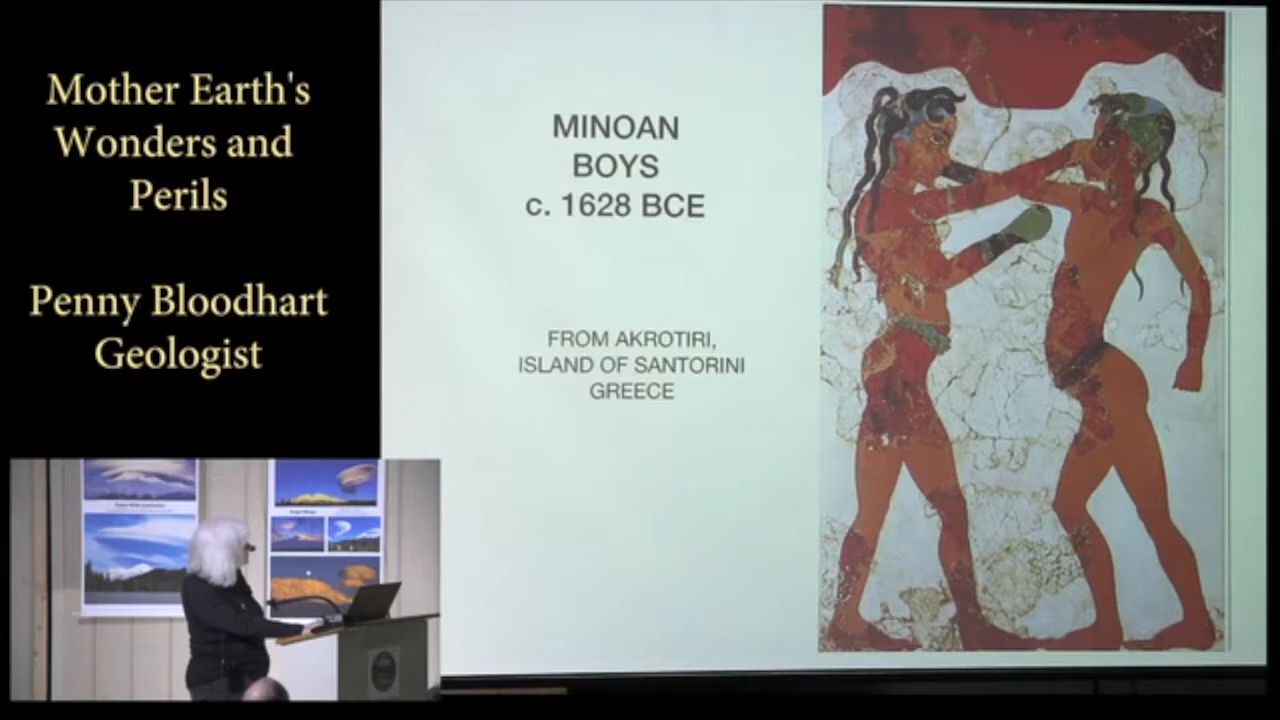 Mother Earth's
Wonders and
Perils
Penny Bloodhart
Geologist
MINOAN
BOYS
c. 1628 BCE
FROM AKROTIRI,
ISLAND OF SANTORINI
GREECE